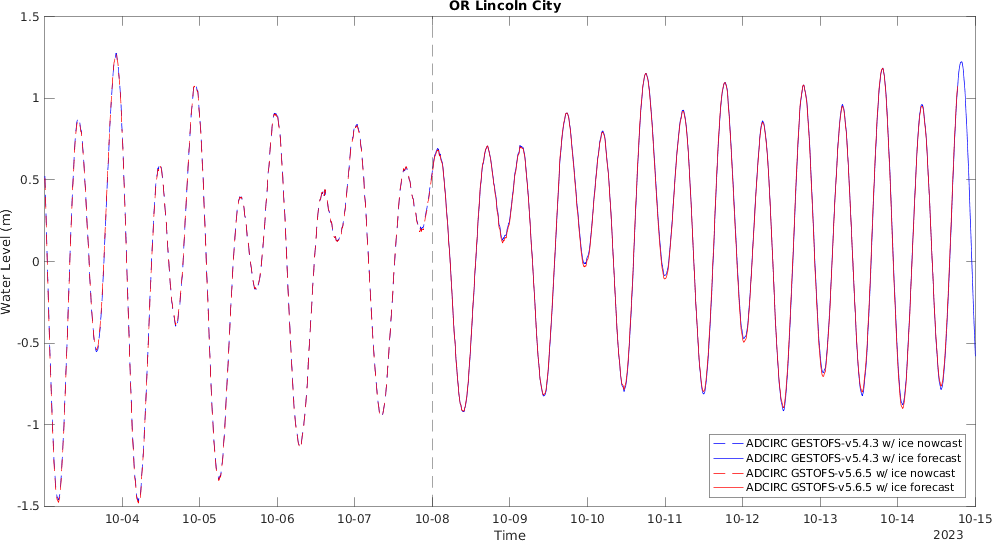 OR Lincoln City
1.5
1
0.5
0
-0.5
-1
-1.5
Water Level (m)
10-04
10-05
10-06
10-07
10-08
10-09
10-10
10-11
10-12
10-13
10-14
10-15
2023
Time
ADCIRC GESTOFS-v5.4.3 w/ ice nowcast
ADCIRC GESTOFS-v5.4.3 w/ ice forecast
ADCIRC GSTOFS-v5.6.5 w/ ice nowcast
ADCIRC GSTOFS-v5.6.5 w/ ice forecast